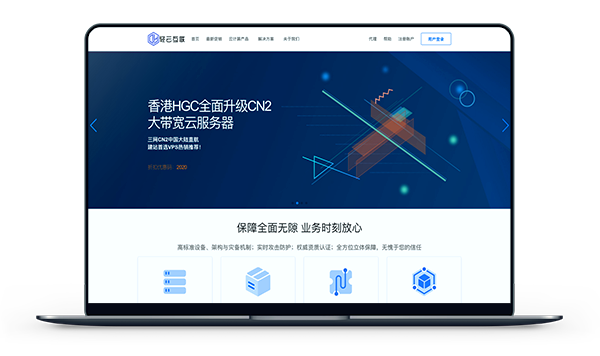 轻云互联
首页 最新促销 云计算产品 解决方案 关于我们
代理 帮助 注册账户 用户登录
香港HGC全面升级CN2
大带宽云服务器
三网CN2中国大陆直航
建站首选VPS热销推荐!
2020
保障全面无隙 业务时刻放心
高标准设备、架构与灾备机制；实时攻击防护；权威资质认证；全方位立体保障，无愧于您的信任